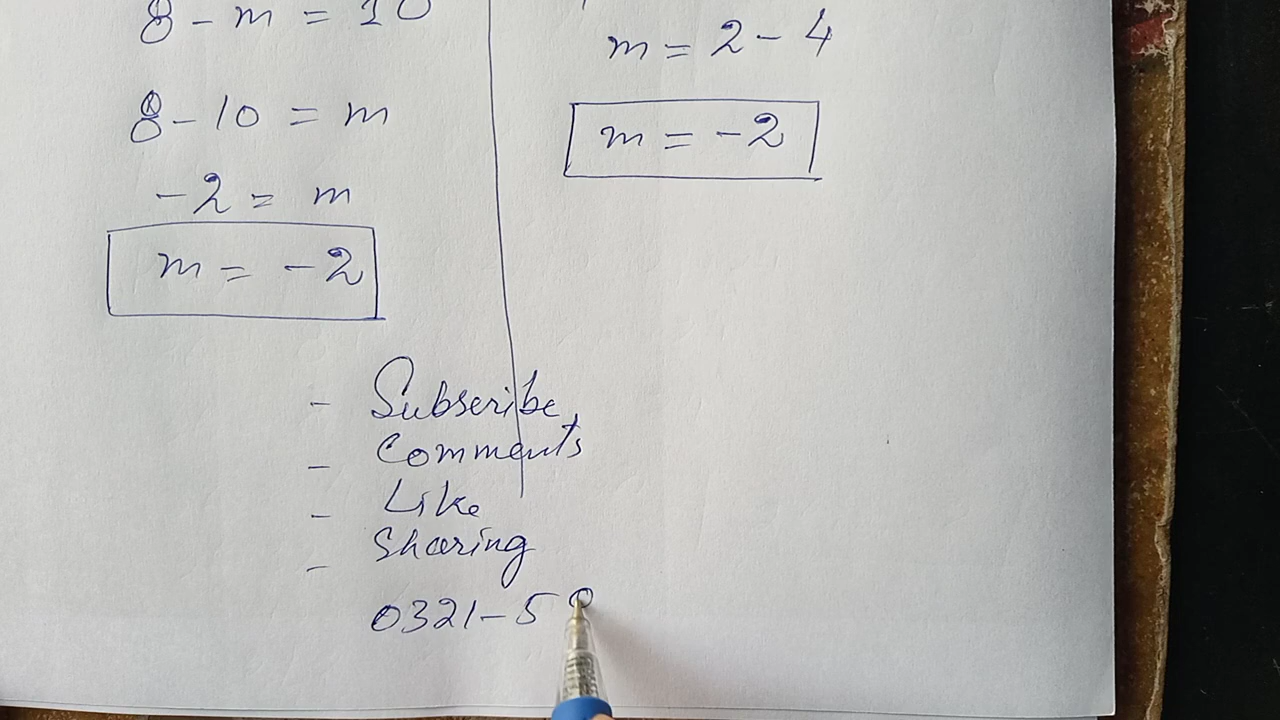 8 - m = 10
8 - 10 = m
-2 = m
m = -2
m = 2 - 4
m = -2
- Subscribe,
- Comments
- Like
- Sharing
0321-5